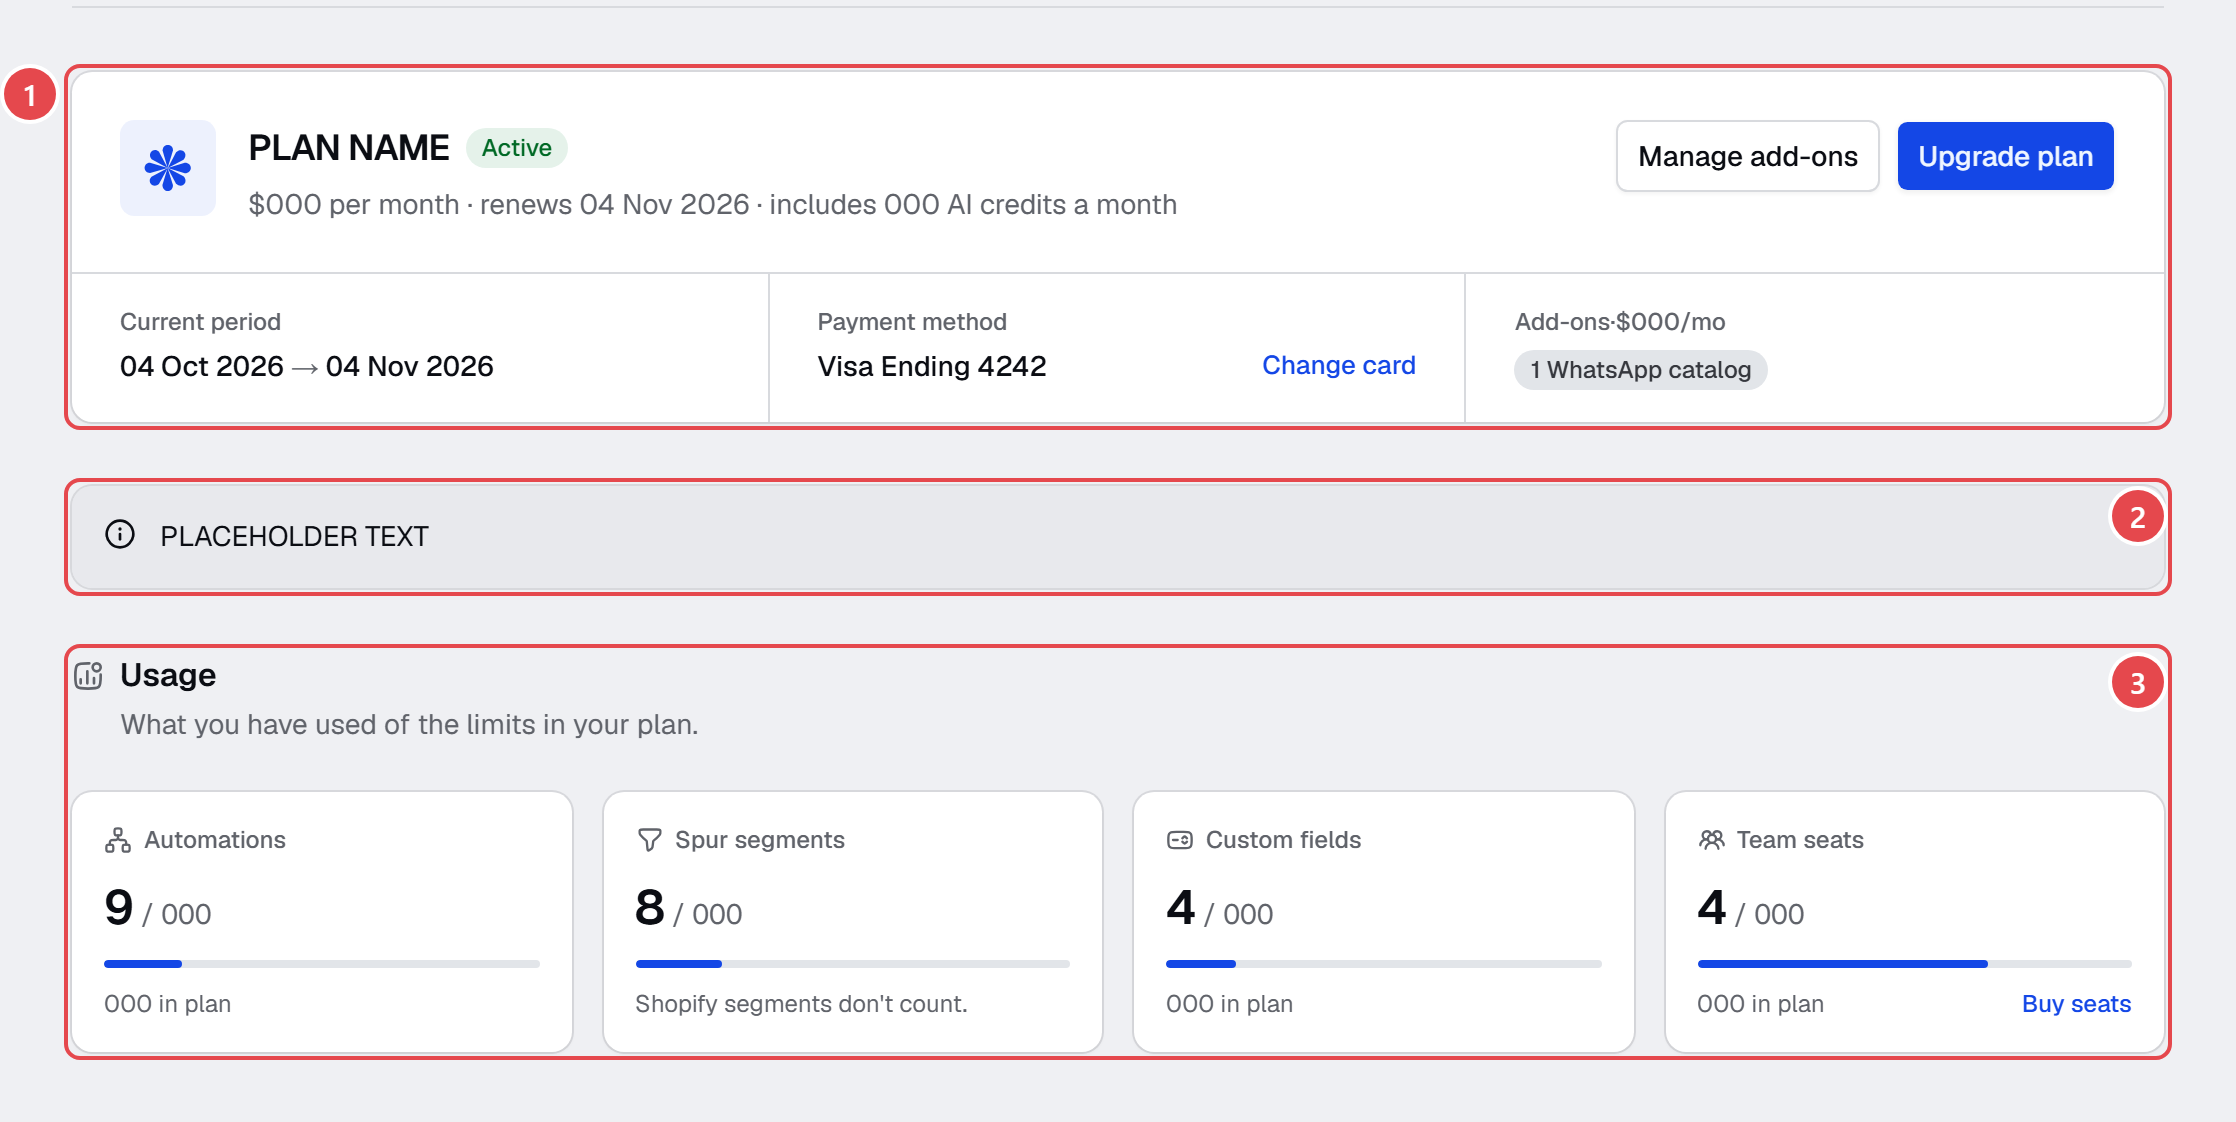 1
PLAN NAME Active
$000 per month · renews 04 Nov 2026 · includes 000 AI credits a month
Manage add-ons
Upgrade plan
Current period
04 Oct 2026 → 04 Nov 2026
Payment method
Visa Ending 4242
Change card
Add-ons·$000/mo
1 WhatsApp catalog
2
PLACEHOLDER TEXT
3
Usage
What you have used of the limits in your plan.
Automations
9 / 000
000 in plan
Spur segments
8 / 000
Shopify segments don't count.
Custom fields
4 / 000
000 in plan
Team seats
4 / 000
000 in plan
Buy seats